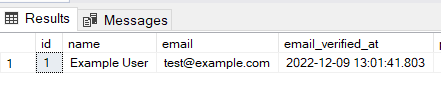 Results Messages
id name email email_verified_at
1 1 Example User test@example.com 2022-12-09 13:01:41.803